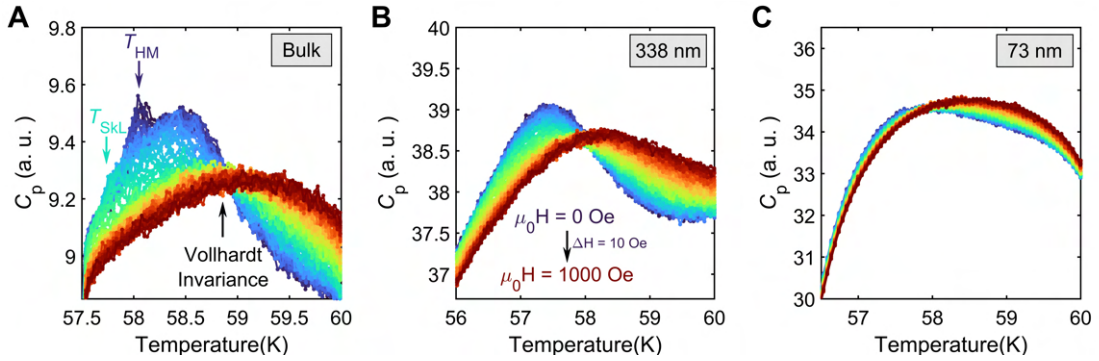 A
Bulk
T_HM
T_SkL
Vollhardt
Invariance
C_p (a. u. )
9.8
9.6
9.4
9.2
9
57.5 58 58.5 59 59.5 60
Temperature(K)
B
338 nm
μ₀H = 0 Oe
ΔH = 10 Oe
μ₀H = 1000 Oe
C_p (a. u. )
40
39.5
39
38.5
38
37.5
37
56 57 58 59 60
Temperature(K)
C
73 nm
C_p (a. u. )
36
35
34
33
32
31
30
57 58 59 60
Temperature(K)